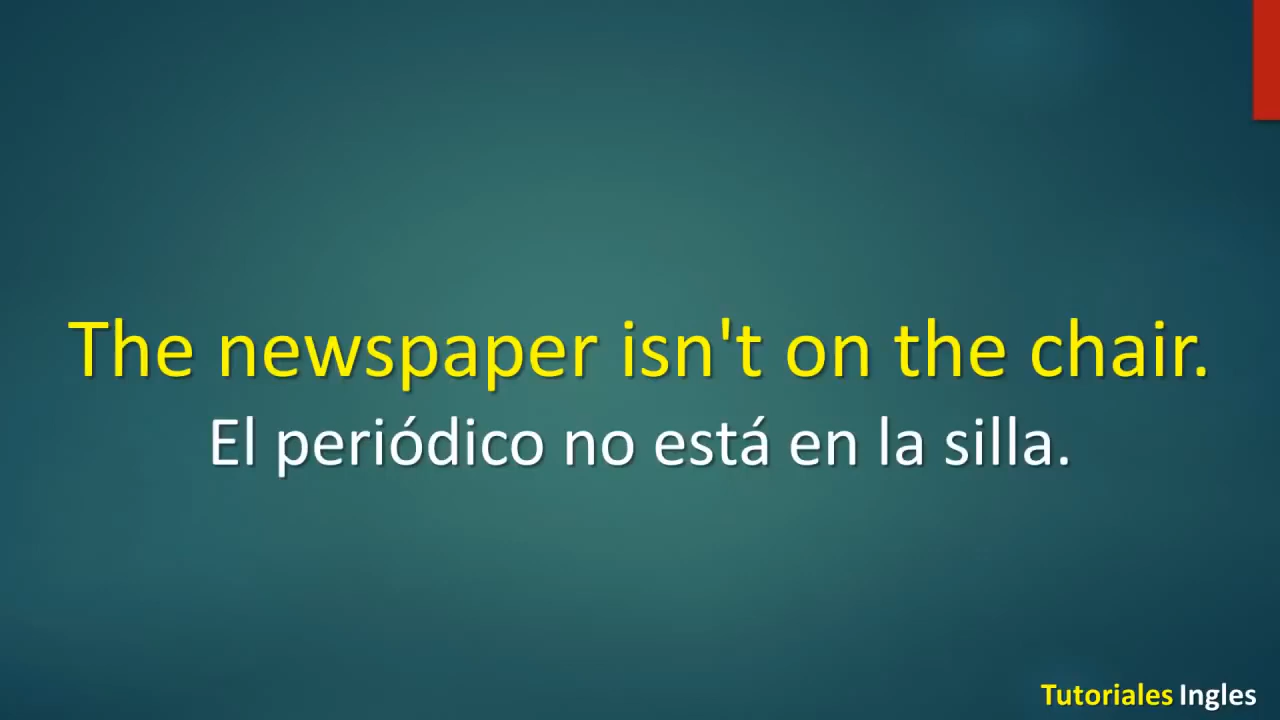 The newspaper isn't on the chair.
El periódico no está en la silla.
Tutoriales Ingles